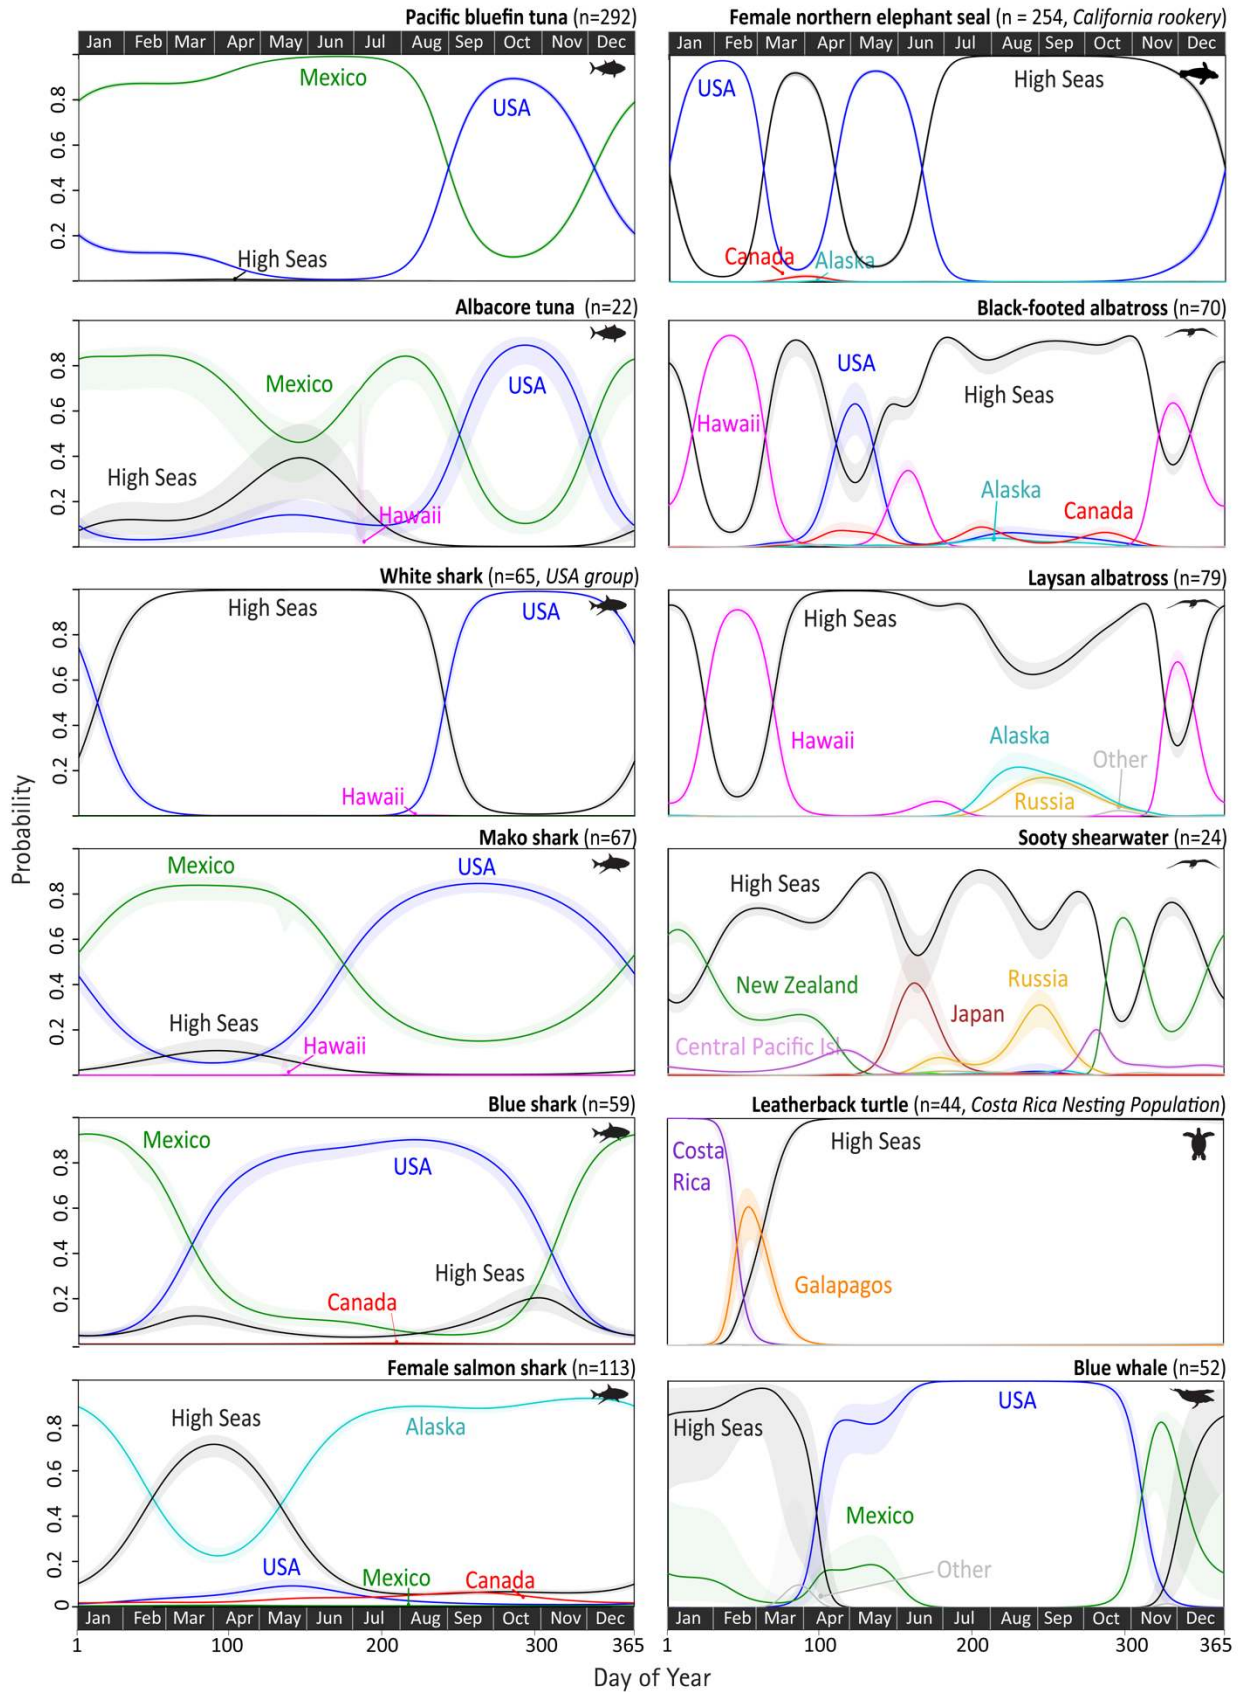 Pacific bluefin tuna (n=292)
Jan Feb Mar Apr May Jun Jul Aug Sep Oct Nov Dec
Mexico
USA
High Seas
0.8
0.6
0.4
0.2
Female northern elephant seal (n = 254, California rookery)
Jan Feb Mar Apr May Jun Jul Aug Sep Oct Nov Dec
USA
High Seas
Canada
Alaska
Albacore tuna (n=22)
Mexico
USA
High Seas
Hawaii
0.8
0.6
0.4
0.2
Black-footed albatross (n=70)
USA
Hawaii
High Seas
Alaska
Canada
White shark (n=65, USA group)
High Seas
USA
Hawaii
0.8
0.6
0.4
0.2
Laysan albatross (n=79)
High Seas
Hawaii
Alaska
Other
Russia
Probability
Mako shark (n=67)
Mexico
USA
High Seas
Hawaii
0.8
0.6
0.4
0.2
Sooty shearwater (n=24)
High Seas
New Zealand
Russia
Japan
Central Pacific Isl
Blue shark (n=59)
Mexico
USA
High Seas
Canada
0.8
0.6
0.4
0.2
Leatherback turtle (n=44, Costa Rica Nesting Population)
Costa
Rica
High Seas
Galapagos
Female salmon shark (n=113)
High Seas
Alaska
USA
Mexico
Canada
0.8
0.6
0.4
0.2
0
Jan Feb Mar Apr May Jun Jul Aug Sep Oct Nov Dec
1 100 200 300 365
Blue whale (n=52)
High Seas
USA
Mexico
Other
Jan Feb Mar Apr May Jun Jul Aug Sep Oct Nov Dec
1 100 200 300 365
Day of Year